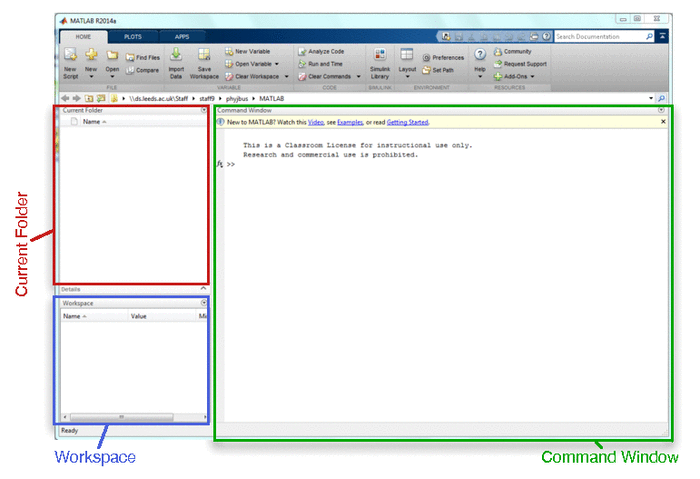 MATLAB R2014a
HOME PLOTS APPS
Search Documentation
New Script
New
Open
Find Files
Compare
Import Data
Save Workspace
New Variable
Open Variable
Clear Workspace
Analyze Code
Run and Time
Clear Commands
Simulink Library
Layout
Preferences
Set Path
Help
Community
Request Support
Add-Ons
FILE VARIABLE CODE SIMULINK ENVIRONMENT RESOURCES
\\ds.leeds.ac.uk\Staff staff9 phyjbus MATLAB
Current Folder
Name
Command Window
New to MATLAB? Watch this Video, see Examples, or read Getting Started.
This is a Classroom License for instructional use only.
Research and commercial use is prohibited.
fx >>
Details
Workspace
Name Value Mi
Ready
Current Folder
Workspace
Command Window